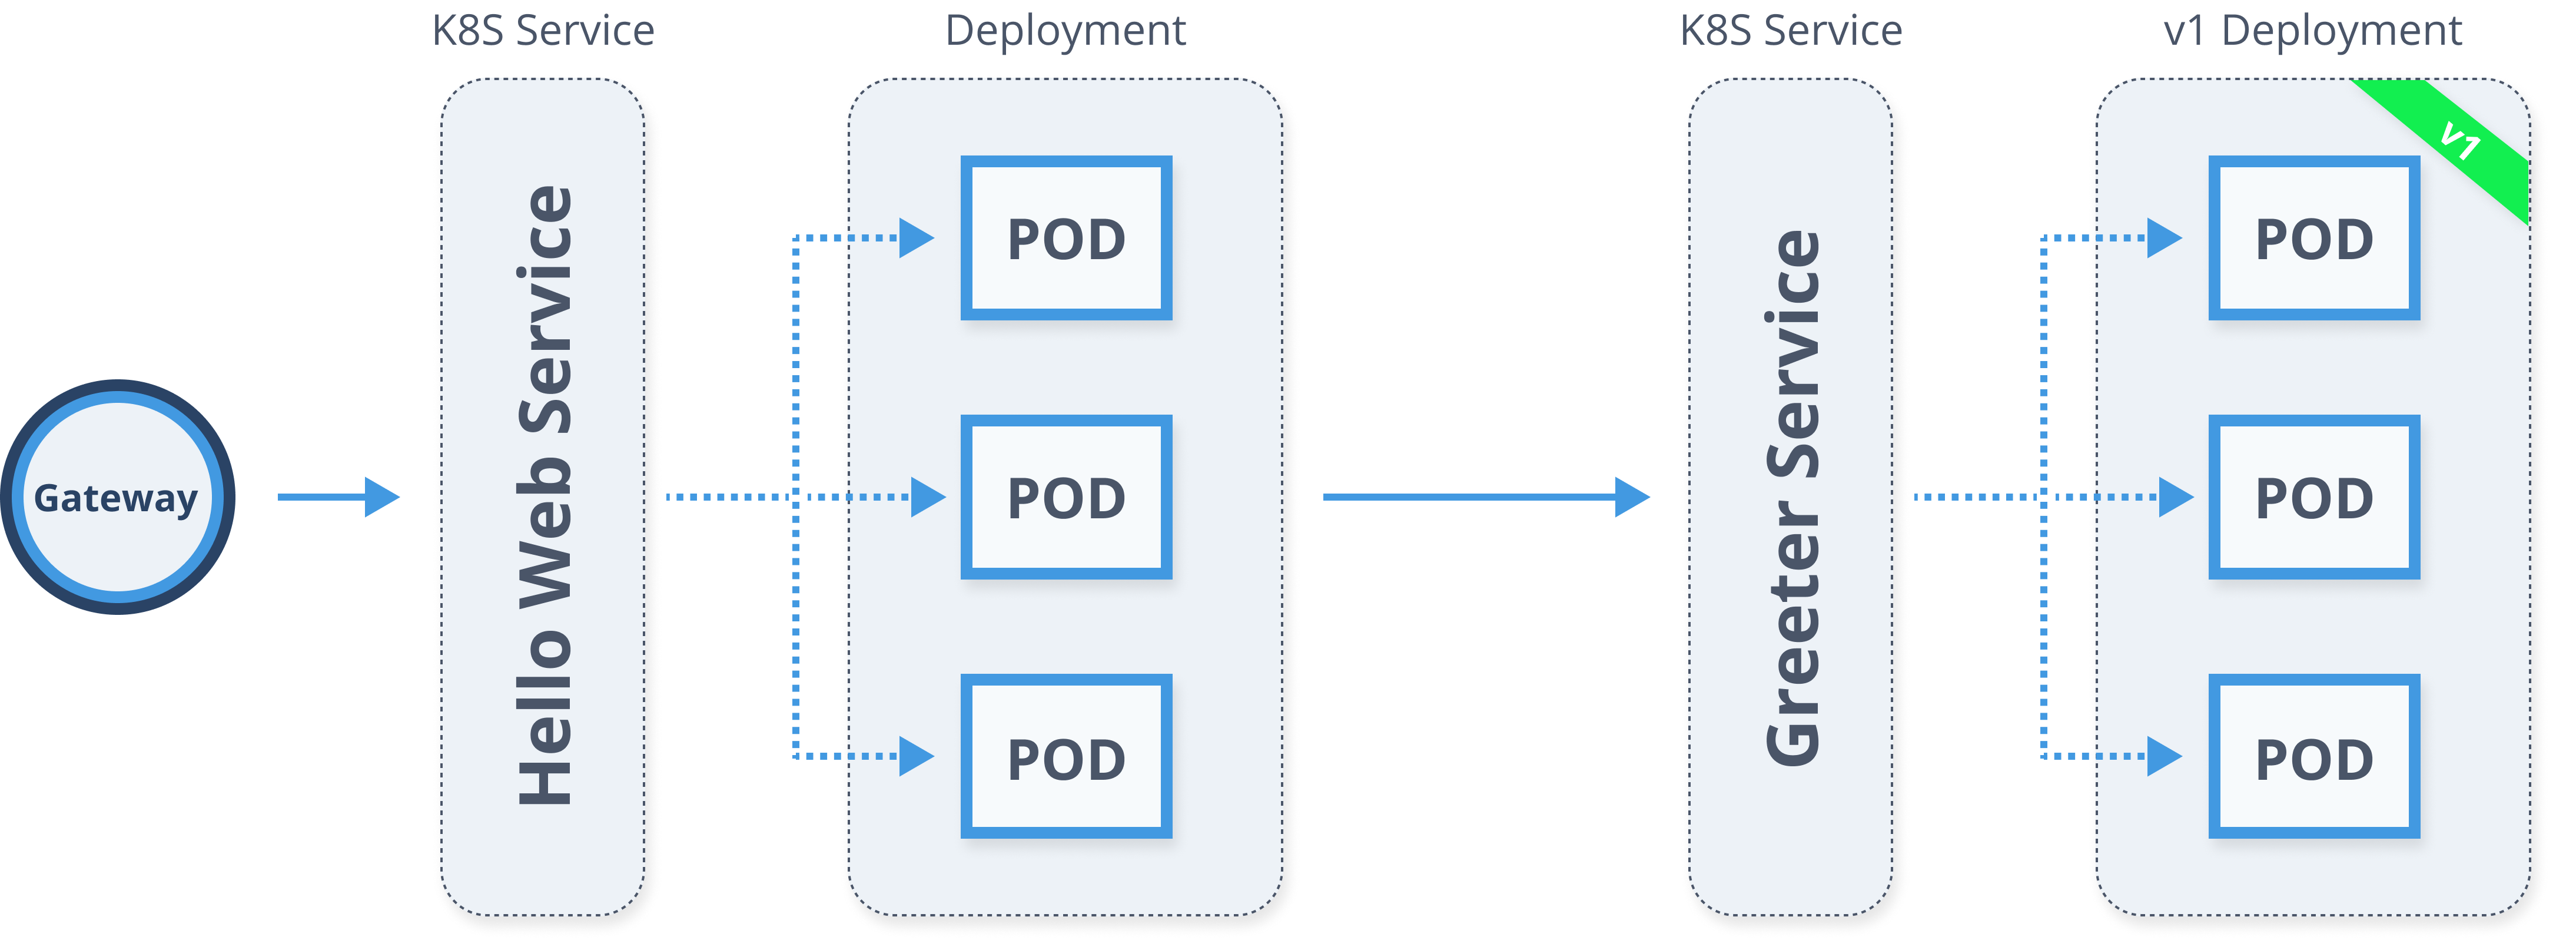 K8S Service
Deployment
K8S Service
v1 Deployment
Gateway
Hello Web Service
POD
POD
POD
Greeter Service
v1
POD
POD
POD